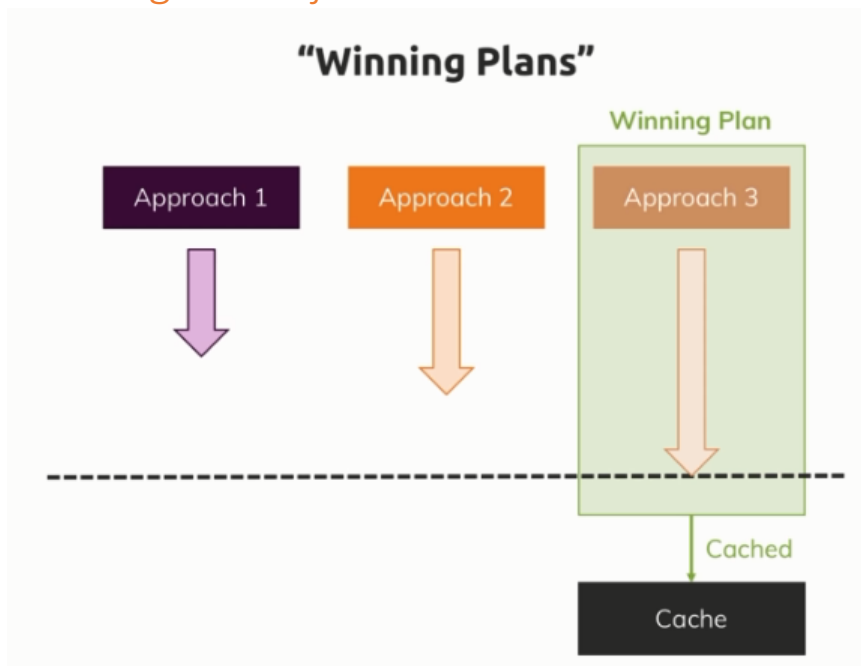 “Winning Plans”
Winning Plan
Approach 1
Approach 2
Approach 3
Cached
Cache